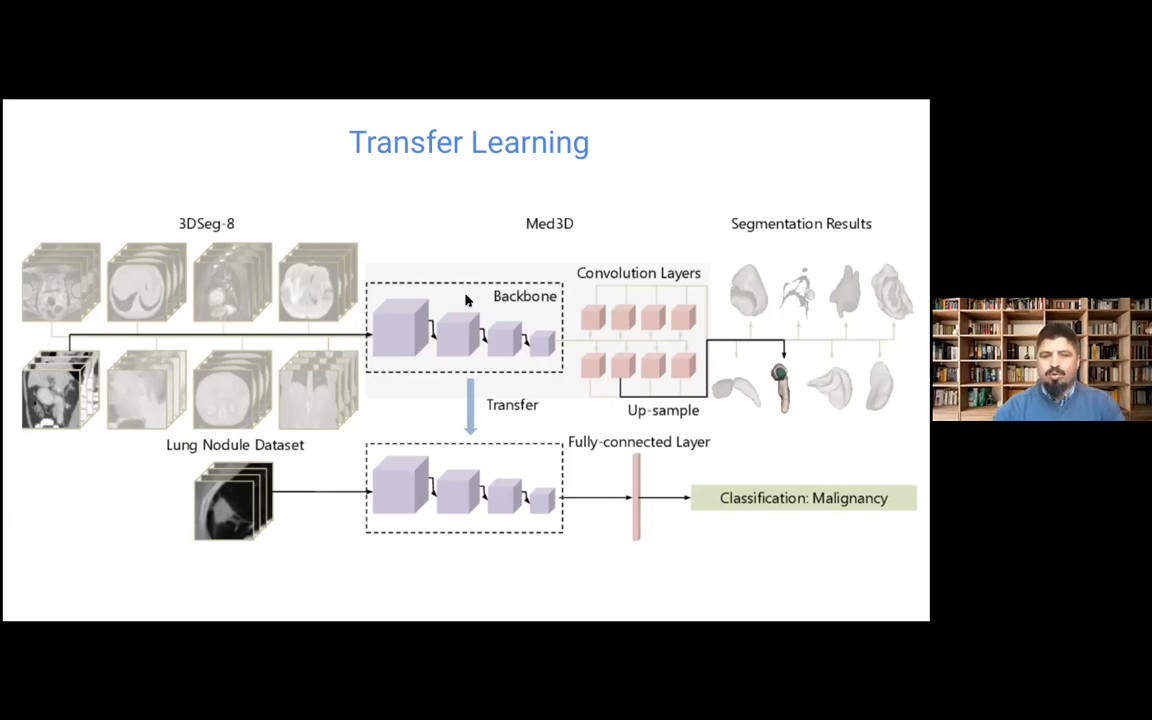 Transfer Learning
3DSeg-8
Med3D
Segmentation Results
Convolution Layers
Backbone
Transfer
Up-sample
Lung Nodule Dataset
Fully-connected Layer
Classification: Malignancy